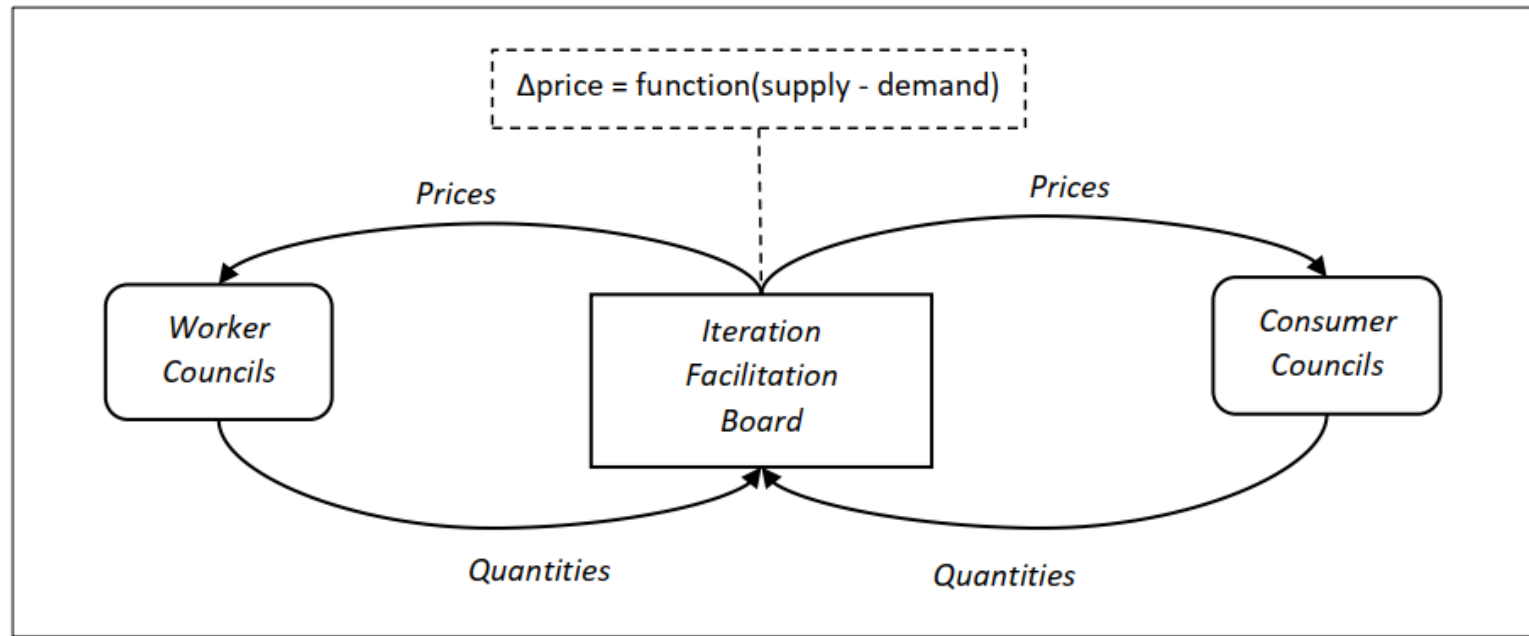 Δprice = function(supply - demand)
Prices
Prices
Worker
Councils
Iteration
Facilitation
Board
Consumer
Councils
Quantities
Quantities